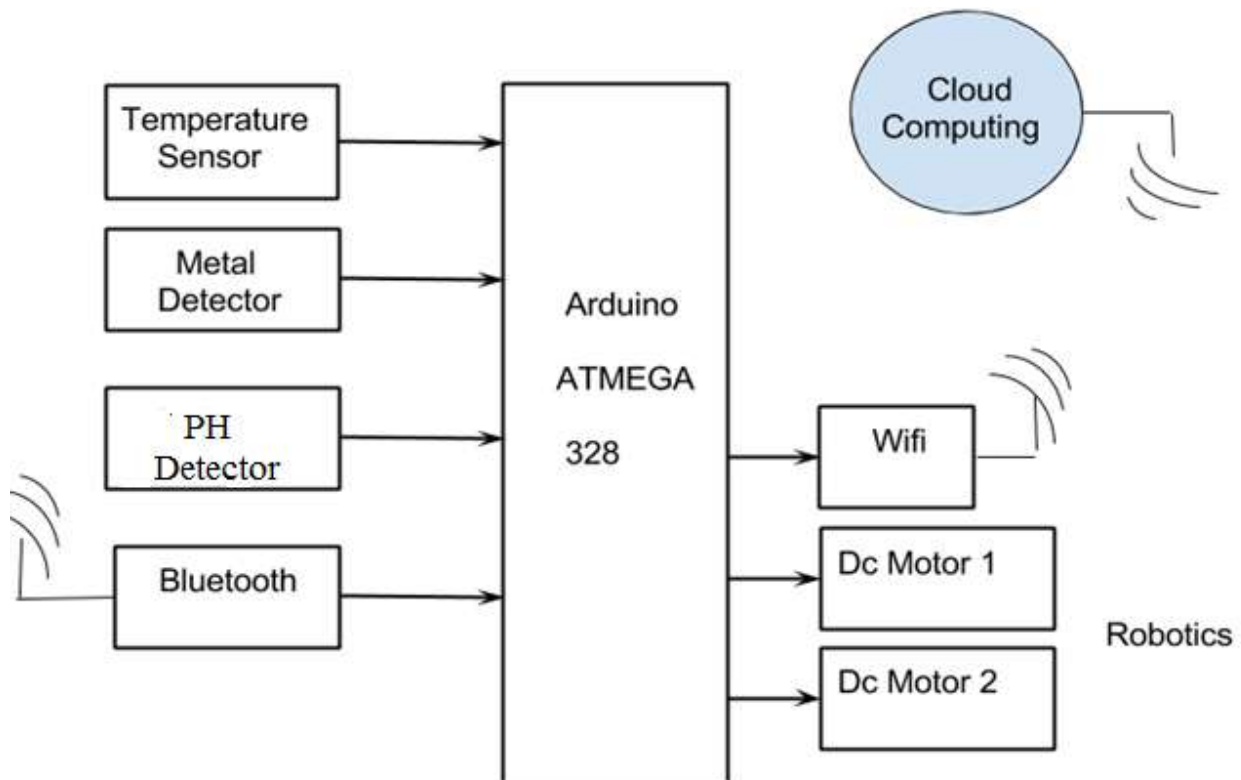 Temperature
Sensor
Metal
Detector
PH
Detector
Bluetooth
Arduino
ATMEGA
328
Cloud
Computing
Wifi
Dc Motor 1
Dc Motor 2
Robotics